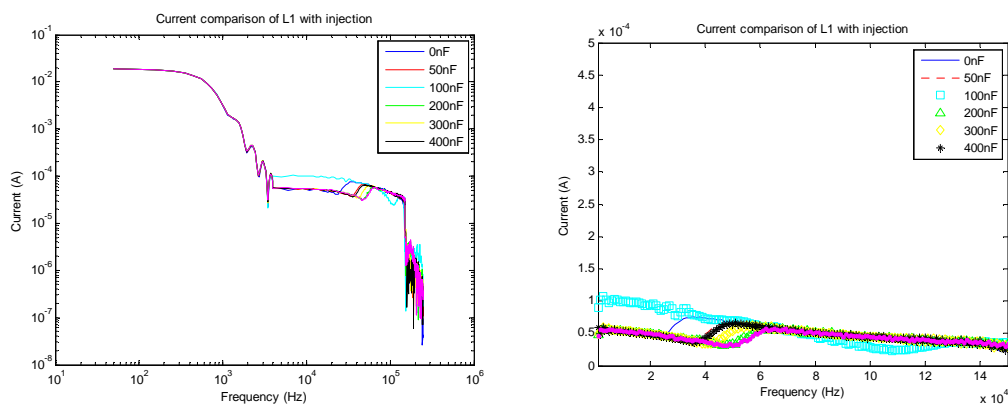 Current comparison of L1 with injection
10^-1
10^-2
10^-3
10^-4
10^-5
10^-6
10^-7
10^-8
Current (A)
10^1
10^2
10^3
10^4
10^5
10^6
Frequency (Hz)
0nF
50nF
100nF
200nF
300nF
400nF
x 10^-4
Current comparison of L1 with injection
5
4.5
4
3.5
3
2.5
2
1.5
1
0.5
0
Current (A)
0
2
4
6
8
10
12
14
x 10^4
Frequency (Hz)
0nF
50nF
100nF
200nF
300nF
400nF